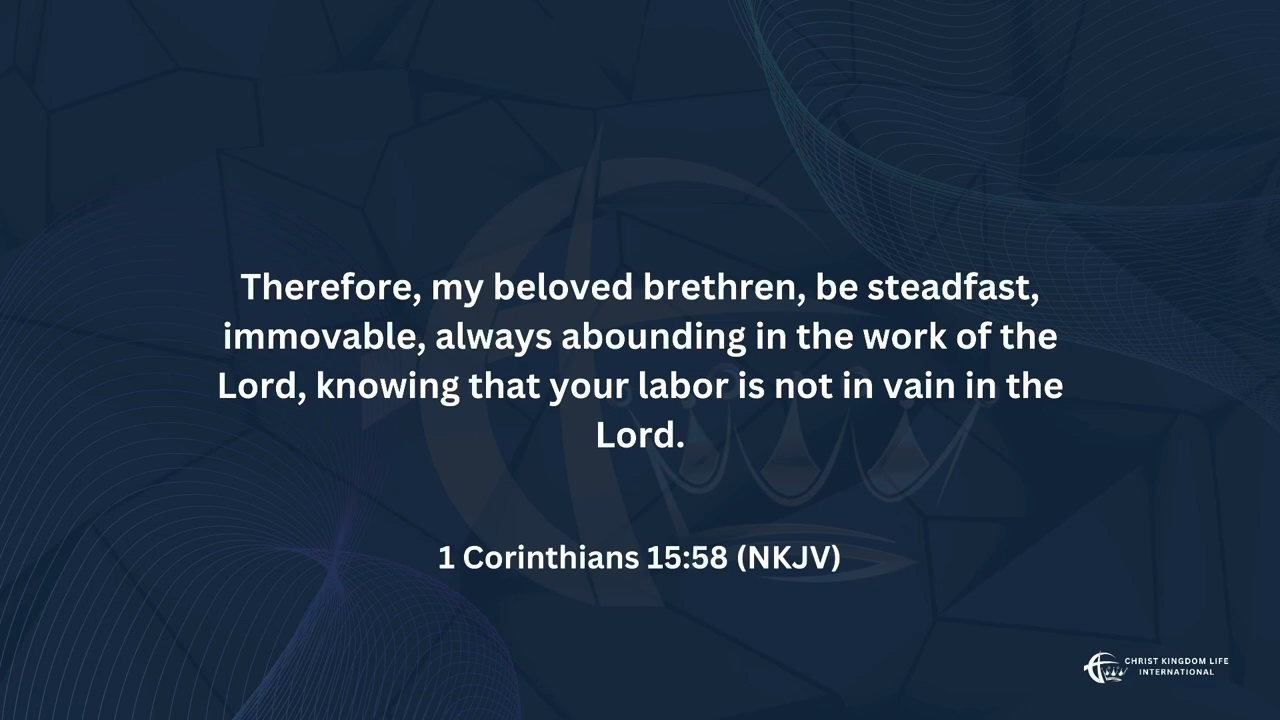 Therefore, my beloved brethren, be steadfast,
immovable, always abounding in the work of the
Lord, knowing that your labor is not in vain in the
Lord.
1 Corinthians 15:58 (NKJV)
CHRIST KINGDOM LIFE
INTERNATIONAL